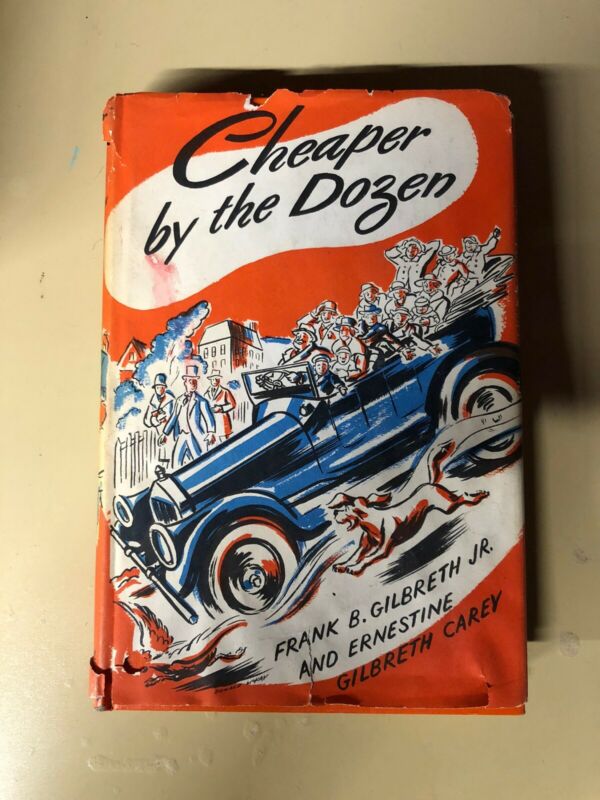 Cheaper
by the Dozen
FRANK B. GILBRETH JR.
AND ERNESTINE
GILBRETH CAREY